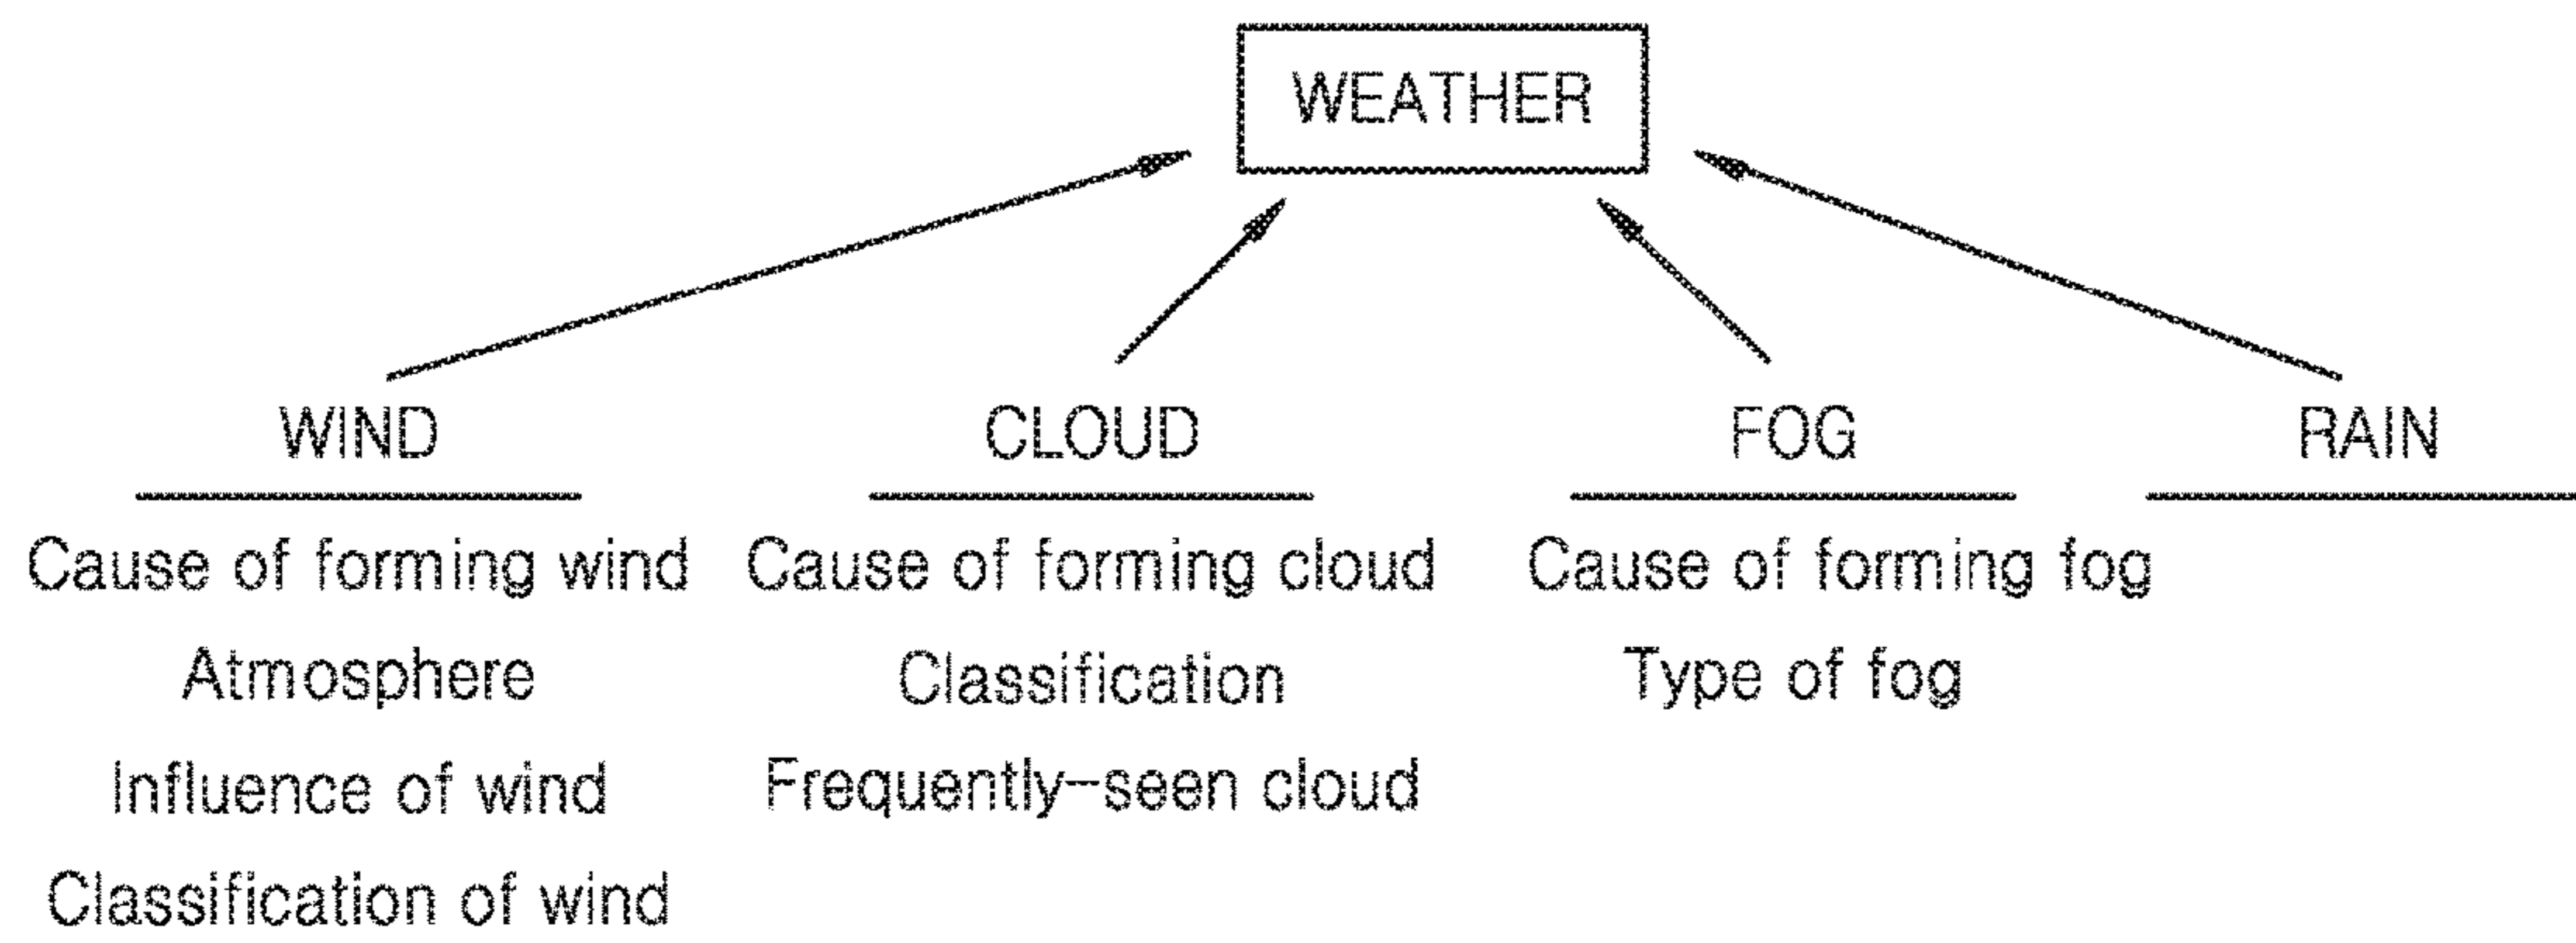 WEATHER
WIND
CLOUD
FOG
RAIN
Cause of forming wind
Cause of forming cloud
Cause of forming fog
Atmosphere
Classification
Type of fog
Influence of wind
Frequently-seen cloud
Classification of wind